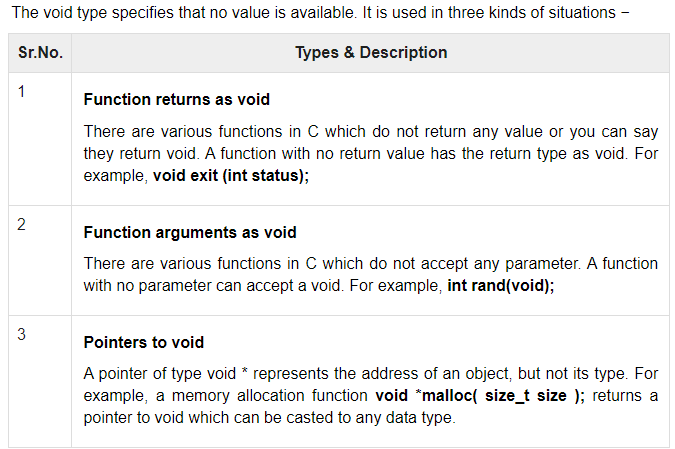 The void type specifies that no value is available. It is used in three kinds of situations −
Sr.No. Types & Description
1
Function returns as void
There are various functions in C which do not return any value or you can say
they return void. A function with no return value has the return type as void. For
example, void exit (int status);
2
Function arguments as void
There are various functions in C which do not accept any parameter. A function
with no parameter can accept a void. For example, int rand(void);
3
Pointers to void
A pointer of type void * represents the address of an object, but not its type. For
example, a memory allocation function void *malloc( size_t size ); returns a
pointer to void which can be casted to any data type.